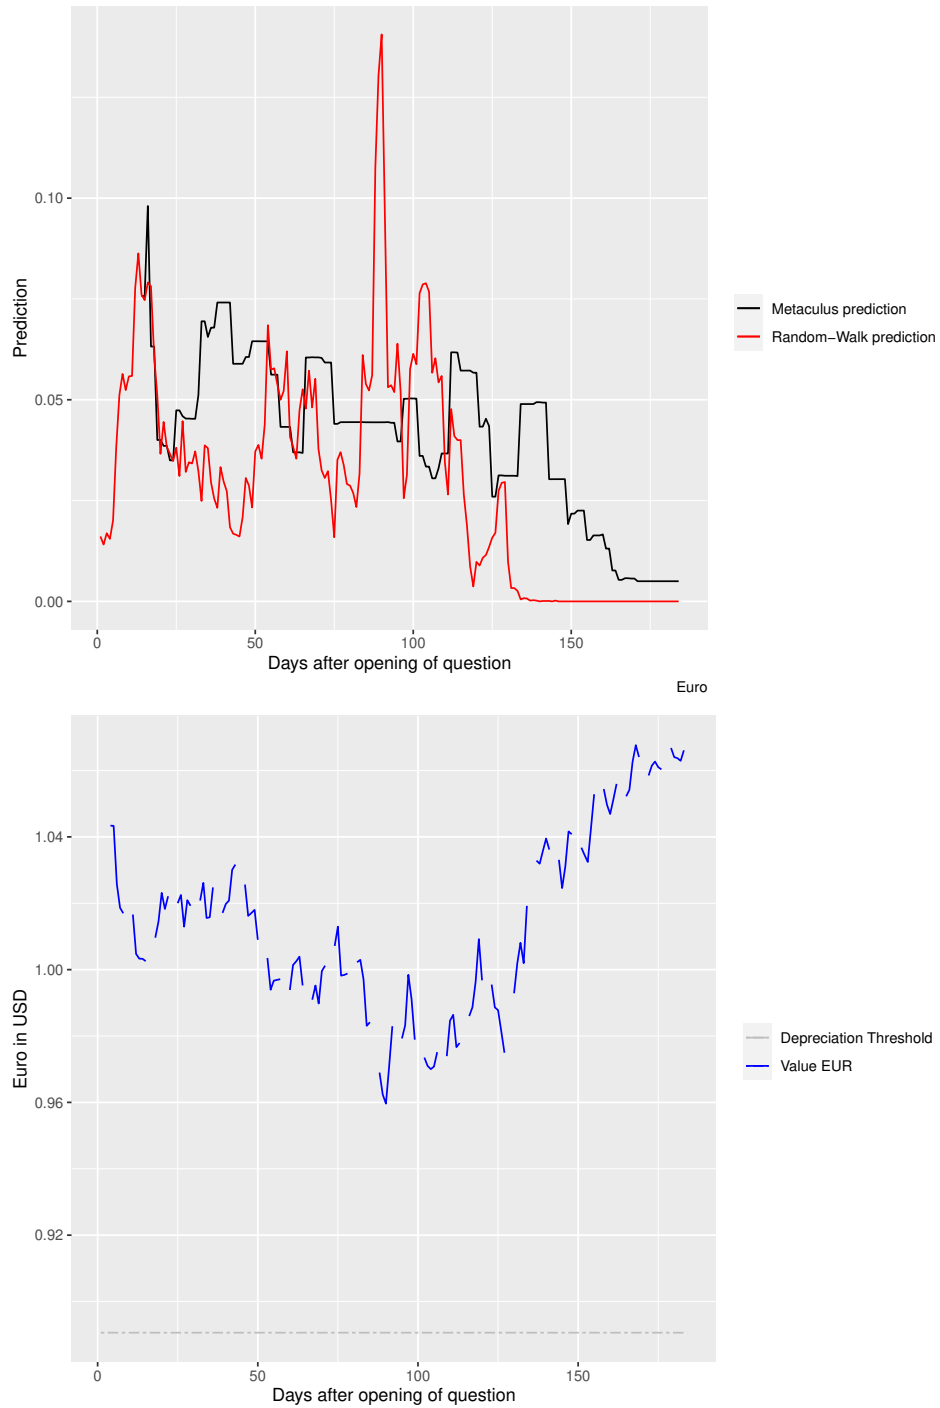 0.10
0.05
0.00
Prediction
0
50
100
150
Days after opening of question
Metaculus prediction
Random−Walk prediction
Euro
1.04
1.00
0.96
0.92
Euro in USD
0
50
100
150
Days after opening of question
Depreciation Threshold
Value EUR